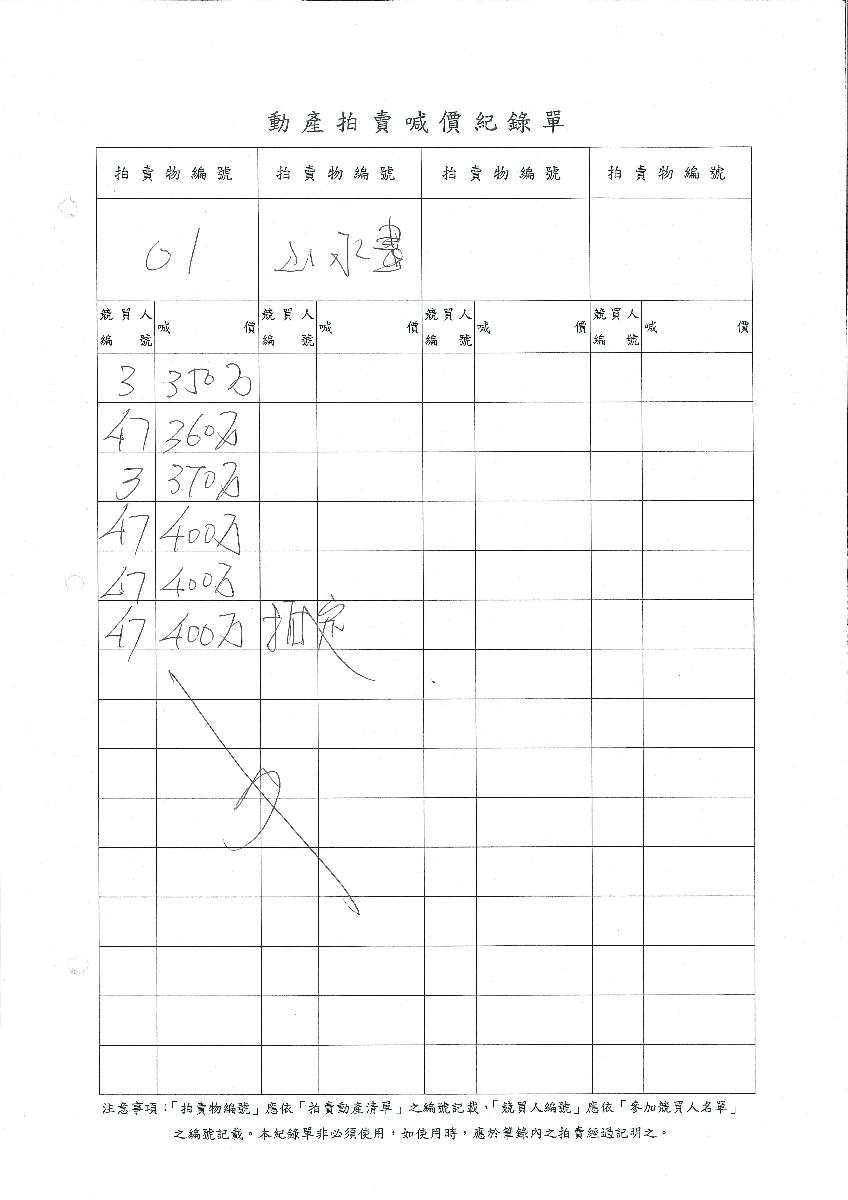 動產拍賣喊價紀錄單
拍賣物編號 拍賣物編號 拍賣物編號 拍賣物編號
01 山水畫
競買人編號 喊價 競買人編號 喊價 競買人編號 喊價 競買人編號 喊價
3 350万
47 360万
3 370万
47 400万
47 400万
47 400万 拍定
注意事項：「拍賣物編號」應依「拍賣動產清單」之編號記載，「競買人編號」應依「參加競買人名單」
之編號記載。本紀錄單非必須使用，如使用時，應於筆錄內之拍賣經過記明之。